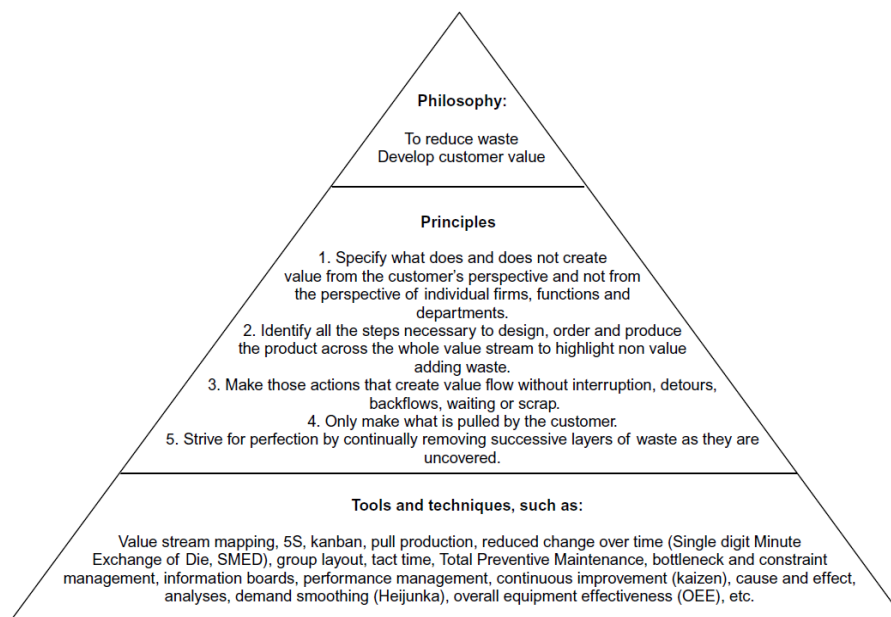 Philosophy:
To reduce waste
Develop customer value
Principles
1. Specify what does and does not create
value from the customer's perspective and not from
the perspective of individual firms, functions and
departments.
2. Identify all the steps necessary to design, order and produce
the product across the whole value stream to highlight non value
adding waste.
3. Make those actions that create value flow without interruption, detours,
backflows, waiting or scrap.
4. Only make what is pulled by the customer.
5. Strive for perfection by continually removing successive layers of waste as they are
uncovered.
Tools and techniques, such as:
Value stream mapping, 5S, kanban, pull production, reduced change over time (Single digit Minute
Exchange of Die, SMED), group layout, tact time, Total Preventive Maintenance, bottleneck and constraint
management, information boards, performance management, continuous improvement (kaizen), cause and effect,
analyses, demand smoothing (Heijunka), overall equipment effectiveness (OEE), etc.